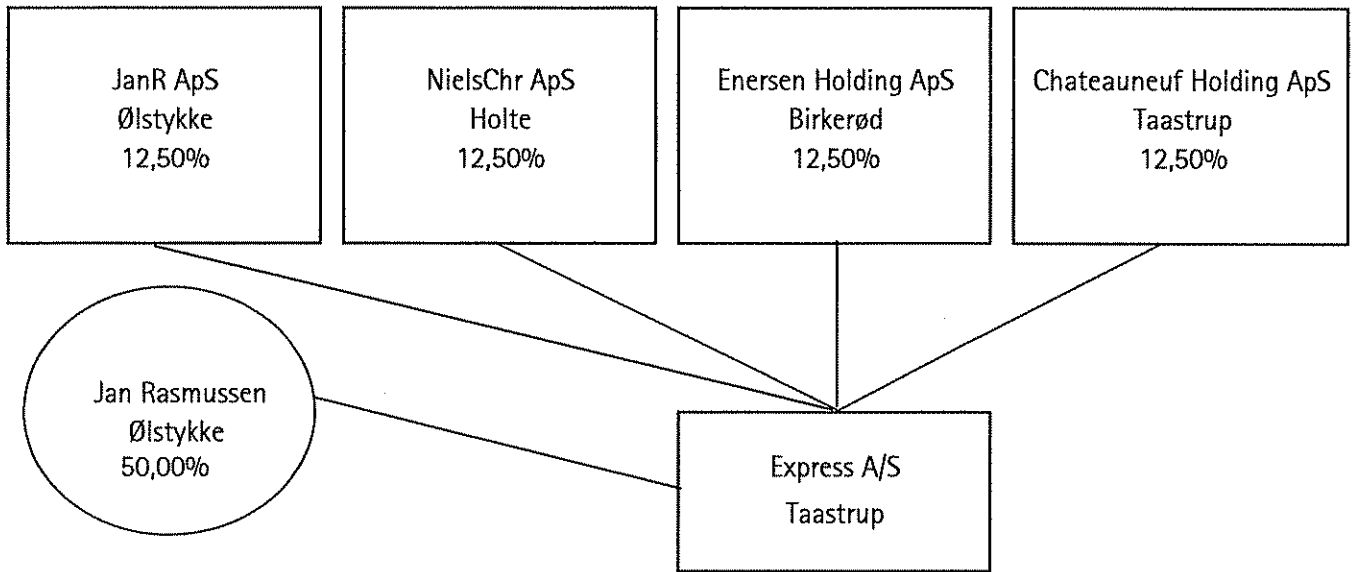 JanR ApS
Ølstykke
12,50%
NielsChr ApS
Holte
12,50%
Enersen Holding ApS
Birkerød
12,50%
Chateauneuf Holding ApS
Taastrup
12,50%
Jan Rasmussen
Ølstykke
50,00%
Express A/S
Taastrup